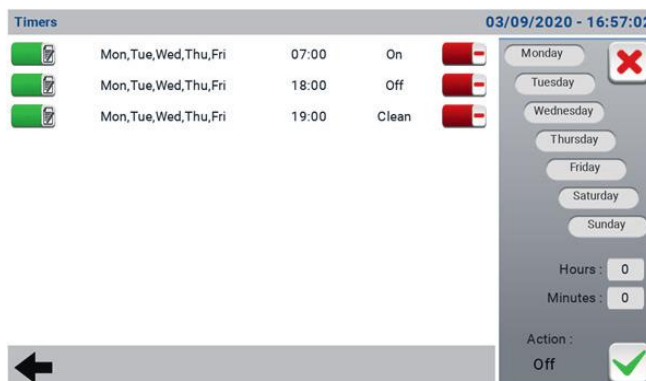 Timers 03/09/2020 - 16:57:02
Mon,Tue,Wed,Thu,Fri 07:00 On
Mon,Tue,Wed,Thu,Fri 18:00 Off
Mon,Tue,Wed,Thu,Fri 19:00 Clean
Monday
Tuesday
Wednesday
Thursday
Friday
Saturday
Sunday
Hours : 0
Minutes : 0
Action :
Off